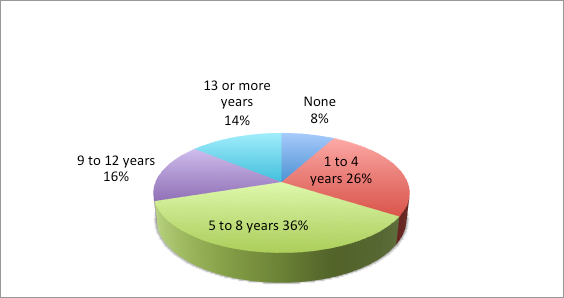 13 or more
years
14%
None
8%
9 to 12 years
16%
1 to 4
years 26%
5 to 8 years 36%